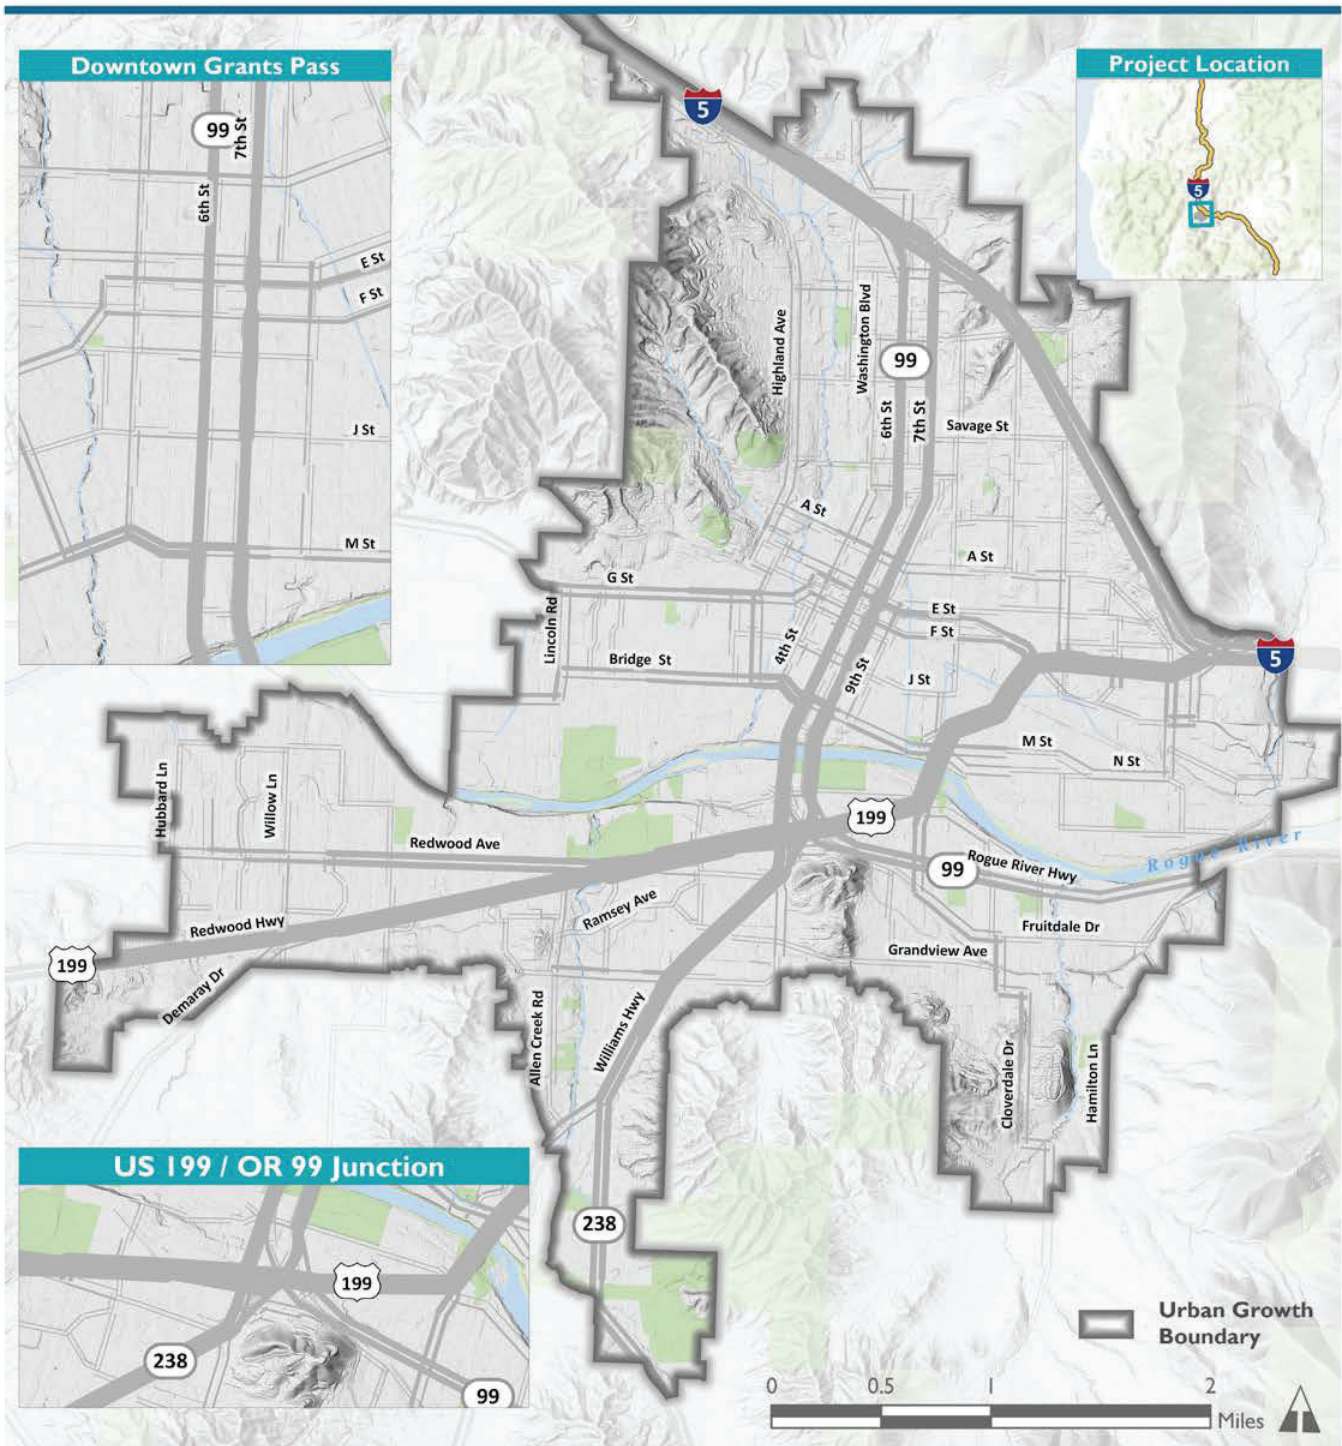 Downtown Grants Pass
99
7th St
6th St
E St
F St
J St
M St
5
Project Location
5
Highland Ave
Washington Blvd
99
6th St
7th St
Savage St
A St
A St
G St
Lincoln Rd
E St
F St
4th St
Bridge St
9th St
J St
5
M St
N St
Hubbard Ln
Willow Ln
Redwood Ave
199
Rogue River
Rogue River Hwy
99
Ramsey Ave
Redwood Hwy
Fruitdale Dr
Grandview Ave
199
Demaray Dr
Allen Creek Rd
Williams Hwy
Cloverdale Dr
Hamilton Ln
US 199 / OR 99 Junction
199
238
99
238
Urban Growth
Boundary
0 0.5 1 2
Miles